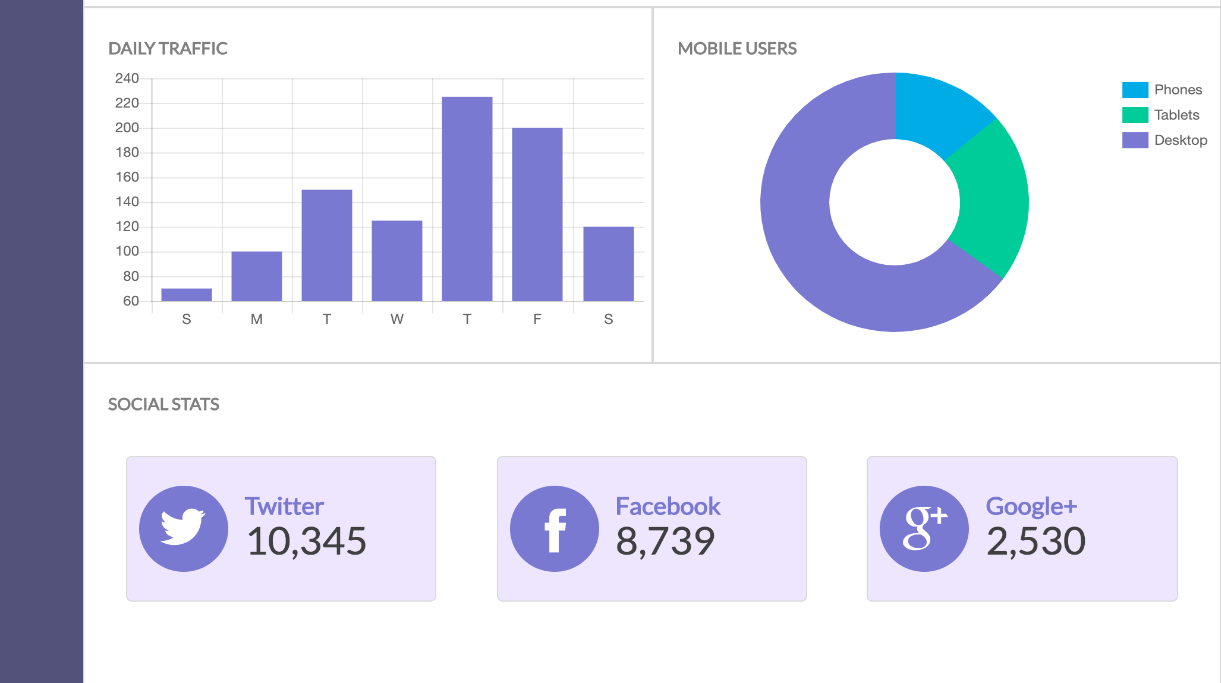 DAILY TRAFFIC
240
220
200
180
160
140
120
100
80
60
S M T W T F S
MOBILE USERS
Phones
Tablets
Desktop
SOCIAL STATS
Twitter
10,345
Facebook
8,739
g+
Google+
2,530